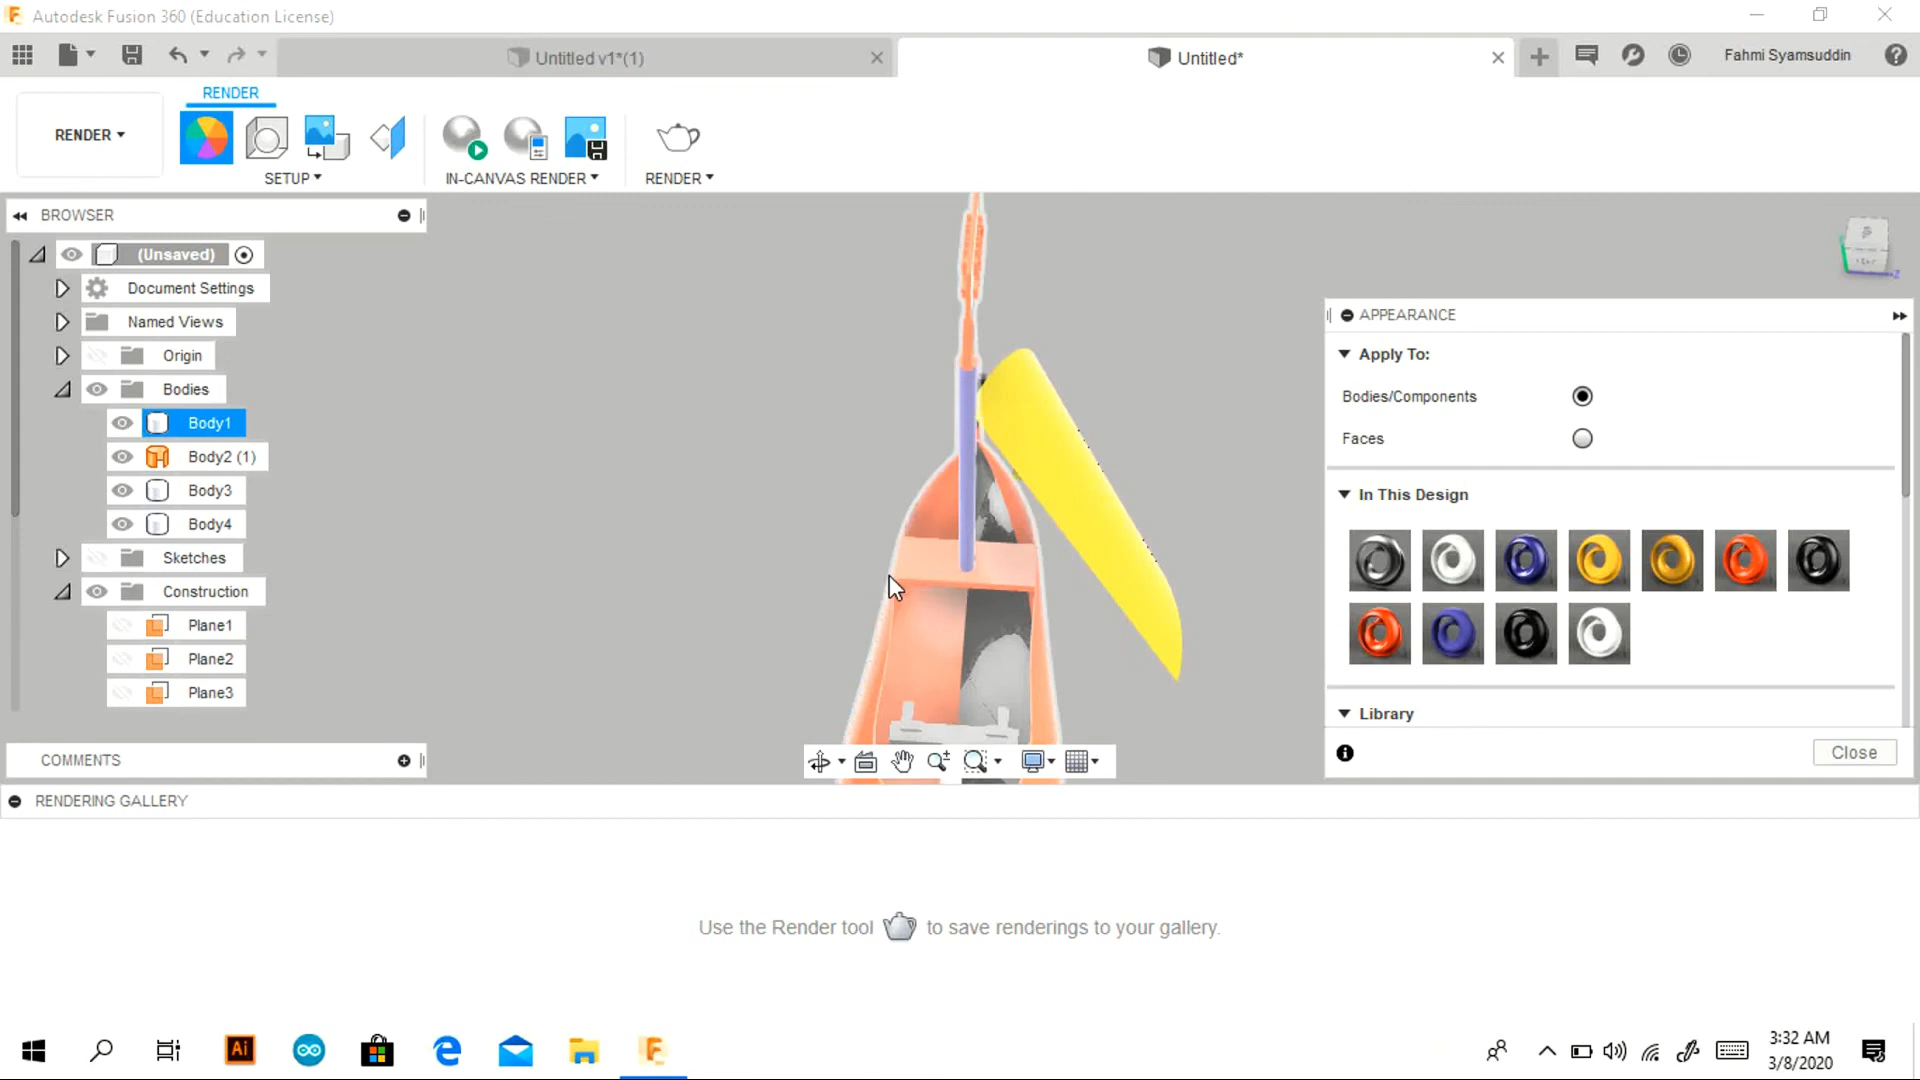 Autodesk Fusion 360 (Education License)
Untitled v1*(1)
Untitled*
Fahmi Syamsuddin
RENDER
RENDER
SETUP
IN-CANVAS RENDER
RENDER
BROWSER
(Unsaved)
Document Settings
Named Views
Origin
Bodies
Body1
Body2 (1)
Body3
Body4
Sketches
Construction
Plane1
Plane2
Plane3
APPEARANCE
Apply To:
Bodies/Components
Faces
In This Design
Library
Close
COMMENTS
RENDERING GALLERY
Use the Render tool to save renderings to your gallery.
Ai
3:32 AM
3/8/2020